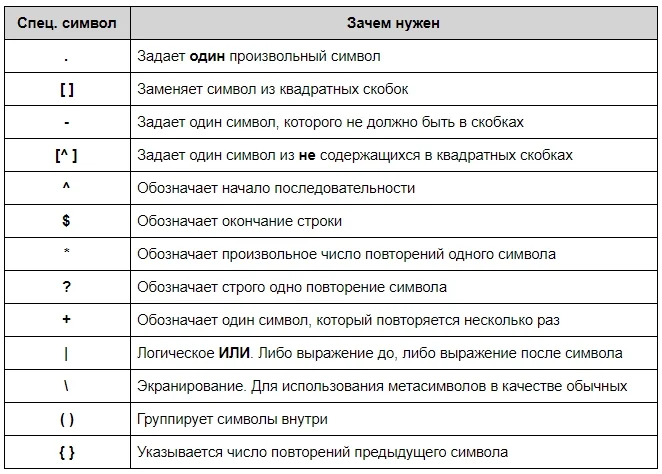 Спец. символ Зачем нужен
. Задает один произвольный символ
[ ] Заменяет символ из квадратных скобок
- Задает один символ, которого не должно быть в скобках
[^ ] Задает один символ из не содержащихся в квадратных скобках
^ Обозначает начало последовательности
$ Обозначает окончание строки
* Обозначает произвольное число повторений одного символа
? Обозначает строго одно повторение символа
+ Обозначает один символ, который повторяется несколько раз
| Логическое ИЛИ. Либо выражение до, либо выражение после символа
\ Экранирование. Для использования метасимволов в качестве обычных
( ) Группирует символы внутри
{ } Указывается число повторений предыдущего символа